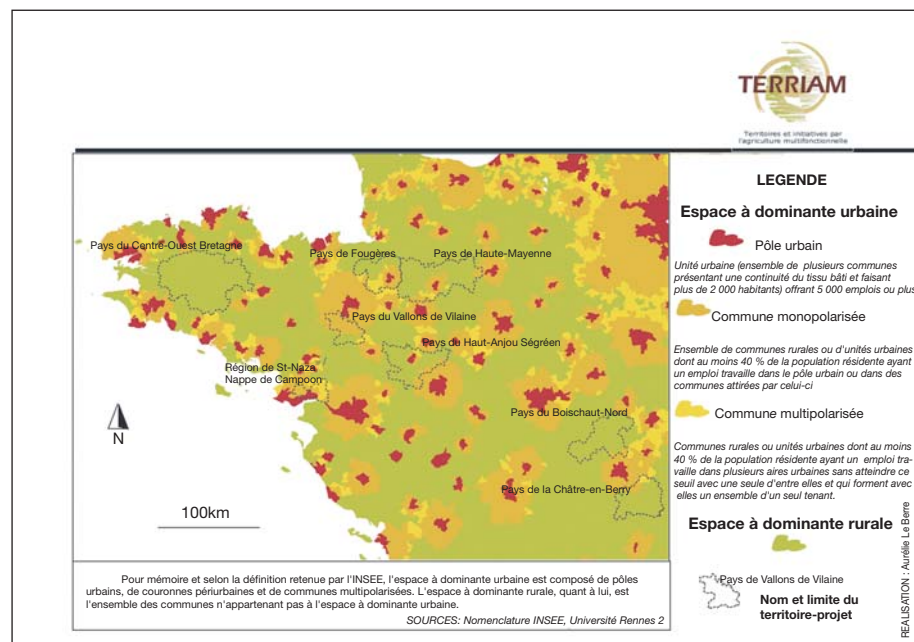 TERRIAM
Territoires et initiatives par
l'agriculture multifonctionnelle
Pays du Centre-Ouest Bretagne
Pays de Fougères
Pays de Haute-Mayenne
Pays du Vallons de Vilaine
Pays du Haut-Anjou Ségréen
Région de St-Naza
Nappe de Campoon
Pays du Boischaut-Nord
Pays de la Châtre-en-Berry
N
100km
LEGENDE
Espace à dominante urbaine
Pôle urbain
Unité urbaine (ensemble de plusieurs communes
présentant une continuité du tissu bâti et faisant
plus de 2 000 habitants) offrant 5 000 emplois ou plus
Commune monopolarisée
Ensemble de communes rurales ou d'unités urbaines
dont au moins 40 % de la population résidente ayant
un emploi travaille dans le pôle urbain ou dans des
communes attirées par celui-ci
Commune multipolarisée
Communes rurales ou unités urbaines dont au moins
40 % de la population résidente ayant un emploi tra-
vaille dans plusieurs aires urbaines sans atteindre ce
seuil avec une seule d'entre elles et qui forment avec
elles un ensemble d'un seul tenant.
Espace à dominante rurale
Pays de Vallons de Vilaine
Nom et limite du
territoire-projet
REALISATION : Aurélie Le Berre
Pour mémoire et selon la définition retenue par l'INSEE, l'espace à dominante urbaine est composé de pôles
urbains, de couronnes périurbaines et de communes multipolarisées. L'espace à dominante rurale, quant à lui, est
l'ensemble des communes n'appartenant pas à l'espace à dominante urbaine.
SOURCES: Nomenclature INSEE, Université Rennes 2